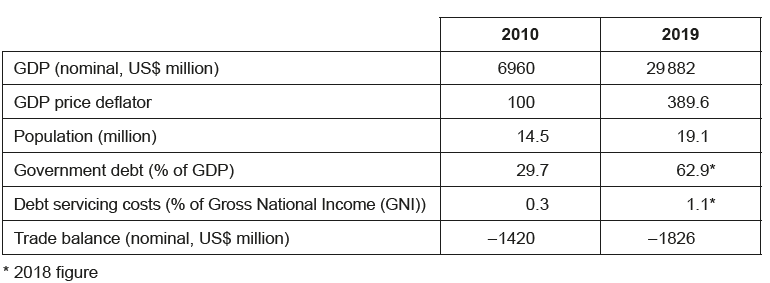 2010 2019
GDP (nominal, US$ million) 6960 29 882
GDP price deflator 100 389.6
Population (million) 14.5 19.1
Government debt (% of GDP) 29.7 62.9*
Debt servicing costs (% of Gross National Income (GNI)) 0.3 1.1*
Trade balance (nominal, US$ million) –1420 –1826
* 2018 figure